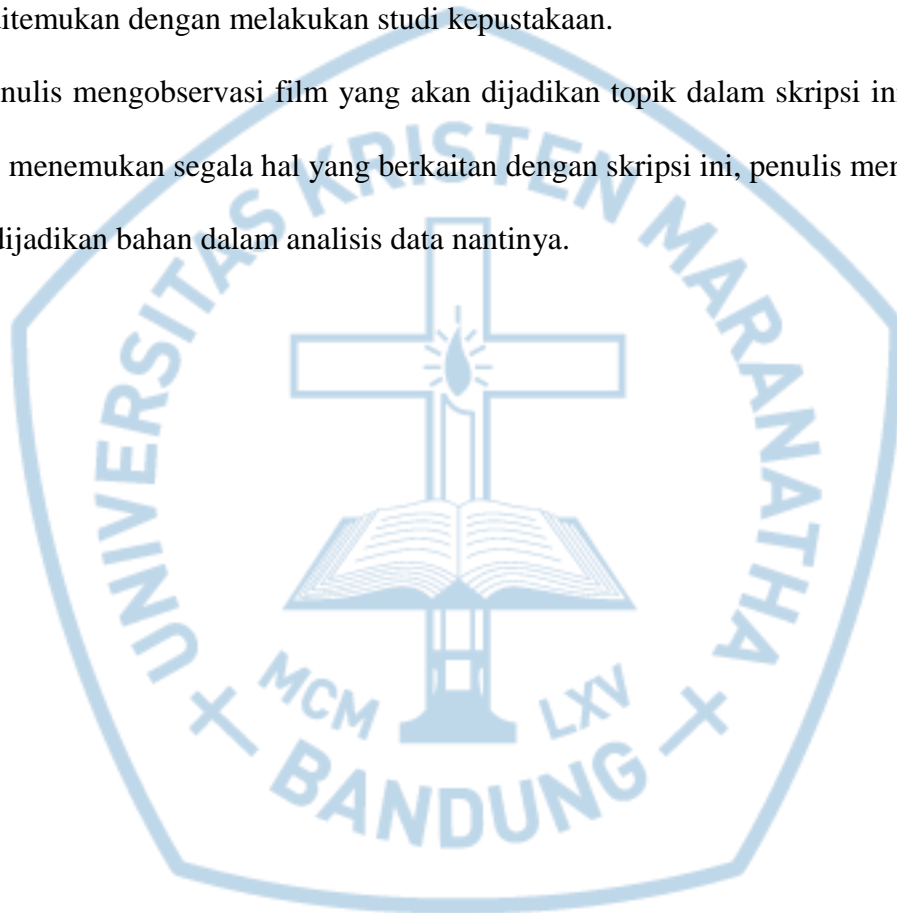 ditemukan dengan melakukan studi kepustakaan.
nulis mengobservasi film yang akan dijadikan topik dalam skripsi in
menemukan segala hal yang berkaitan dengan skripsi ini, penulis mer
dijadikan bahan dalam analisis data nantinya.
UNIVERSITAS KRISTEN MARANATHA
MCM LXV
BANDUNG